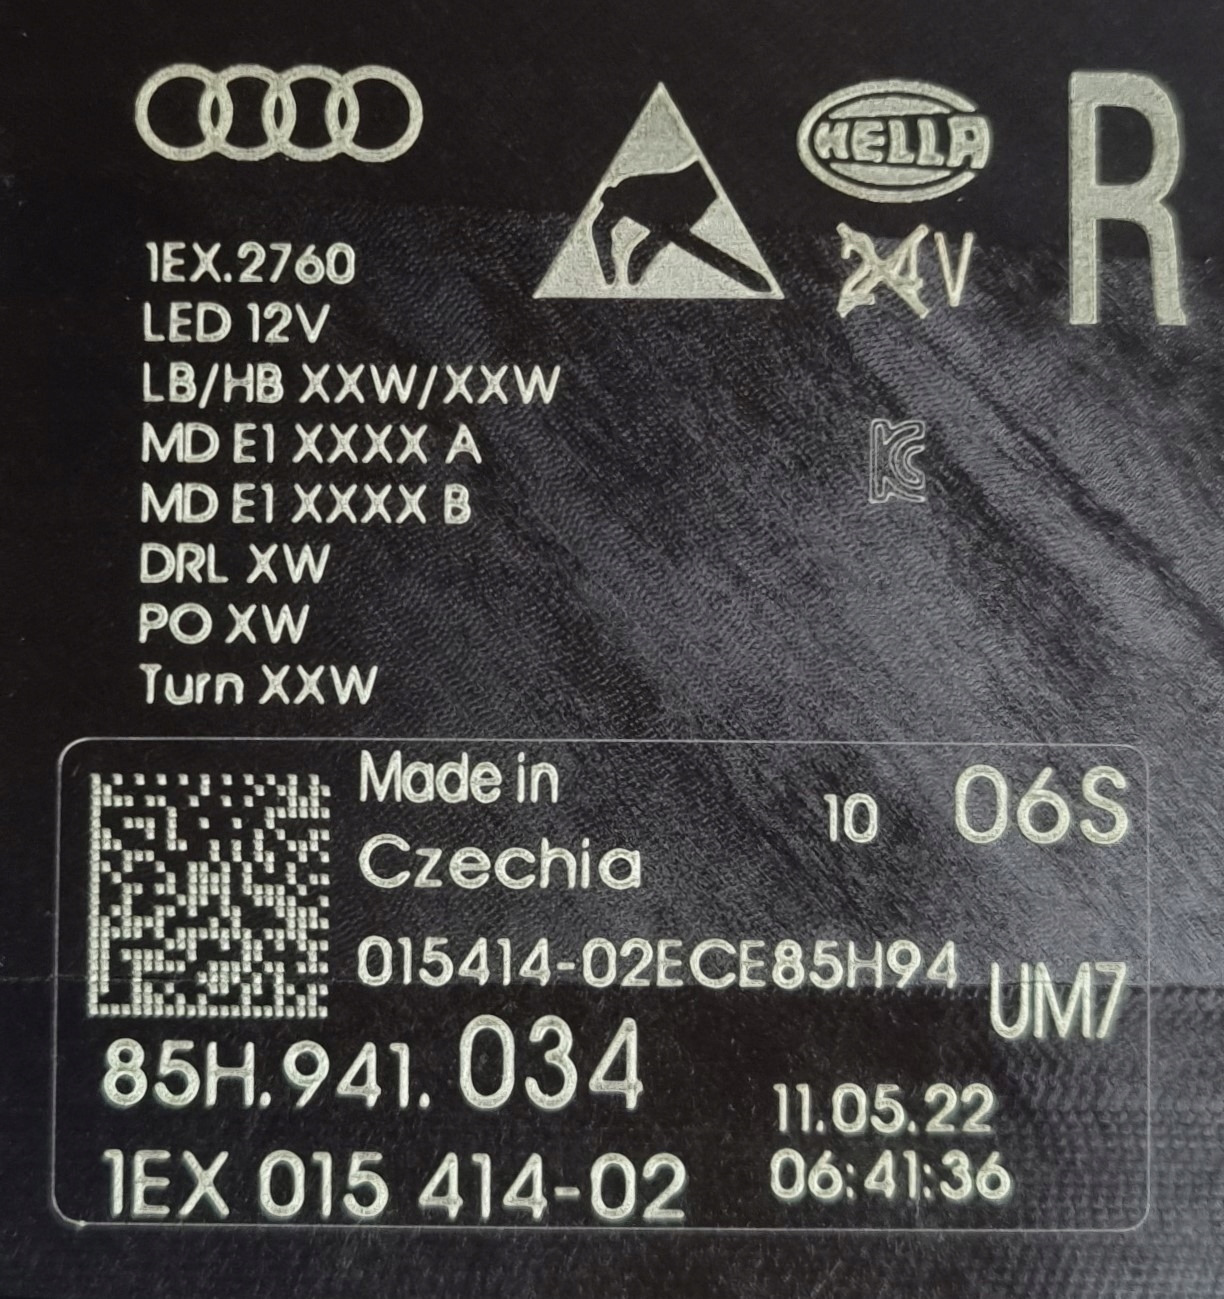 HELLA
R
24V
1EX.2760
LED 12V
LB/HB XXW/XXW
MD E1 XXXX A
MD E1 XXXX B
DRL XW
PO XW
Turn XXW
KC
Made in
Czechia
10 06S
015414-02ECE85H94
UM7
85H.941.034
11.05.22
1EX 015 414-02
06:41:36